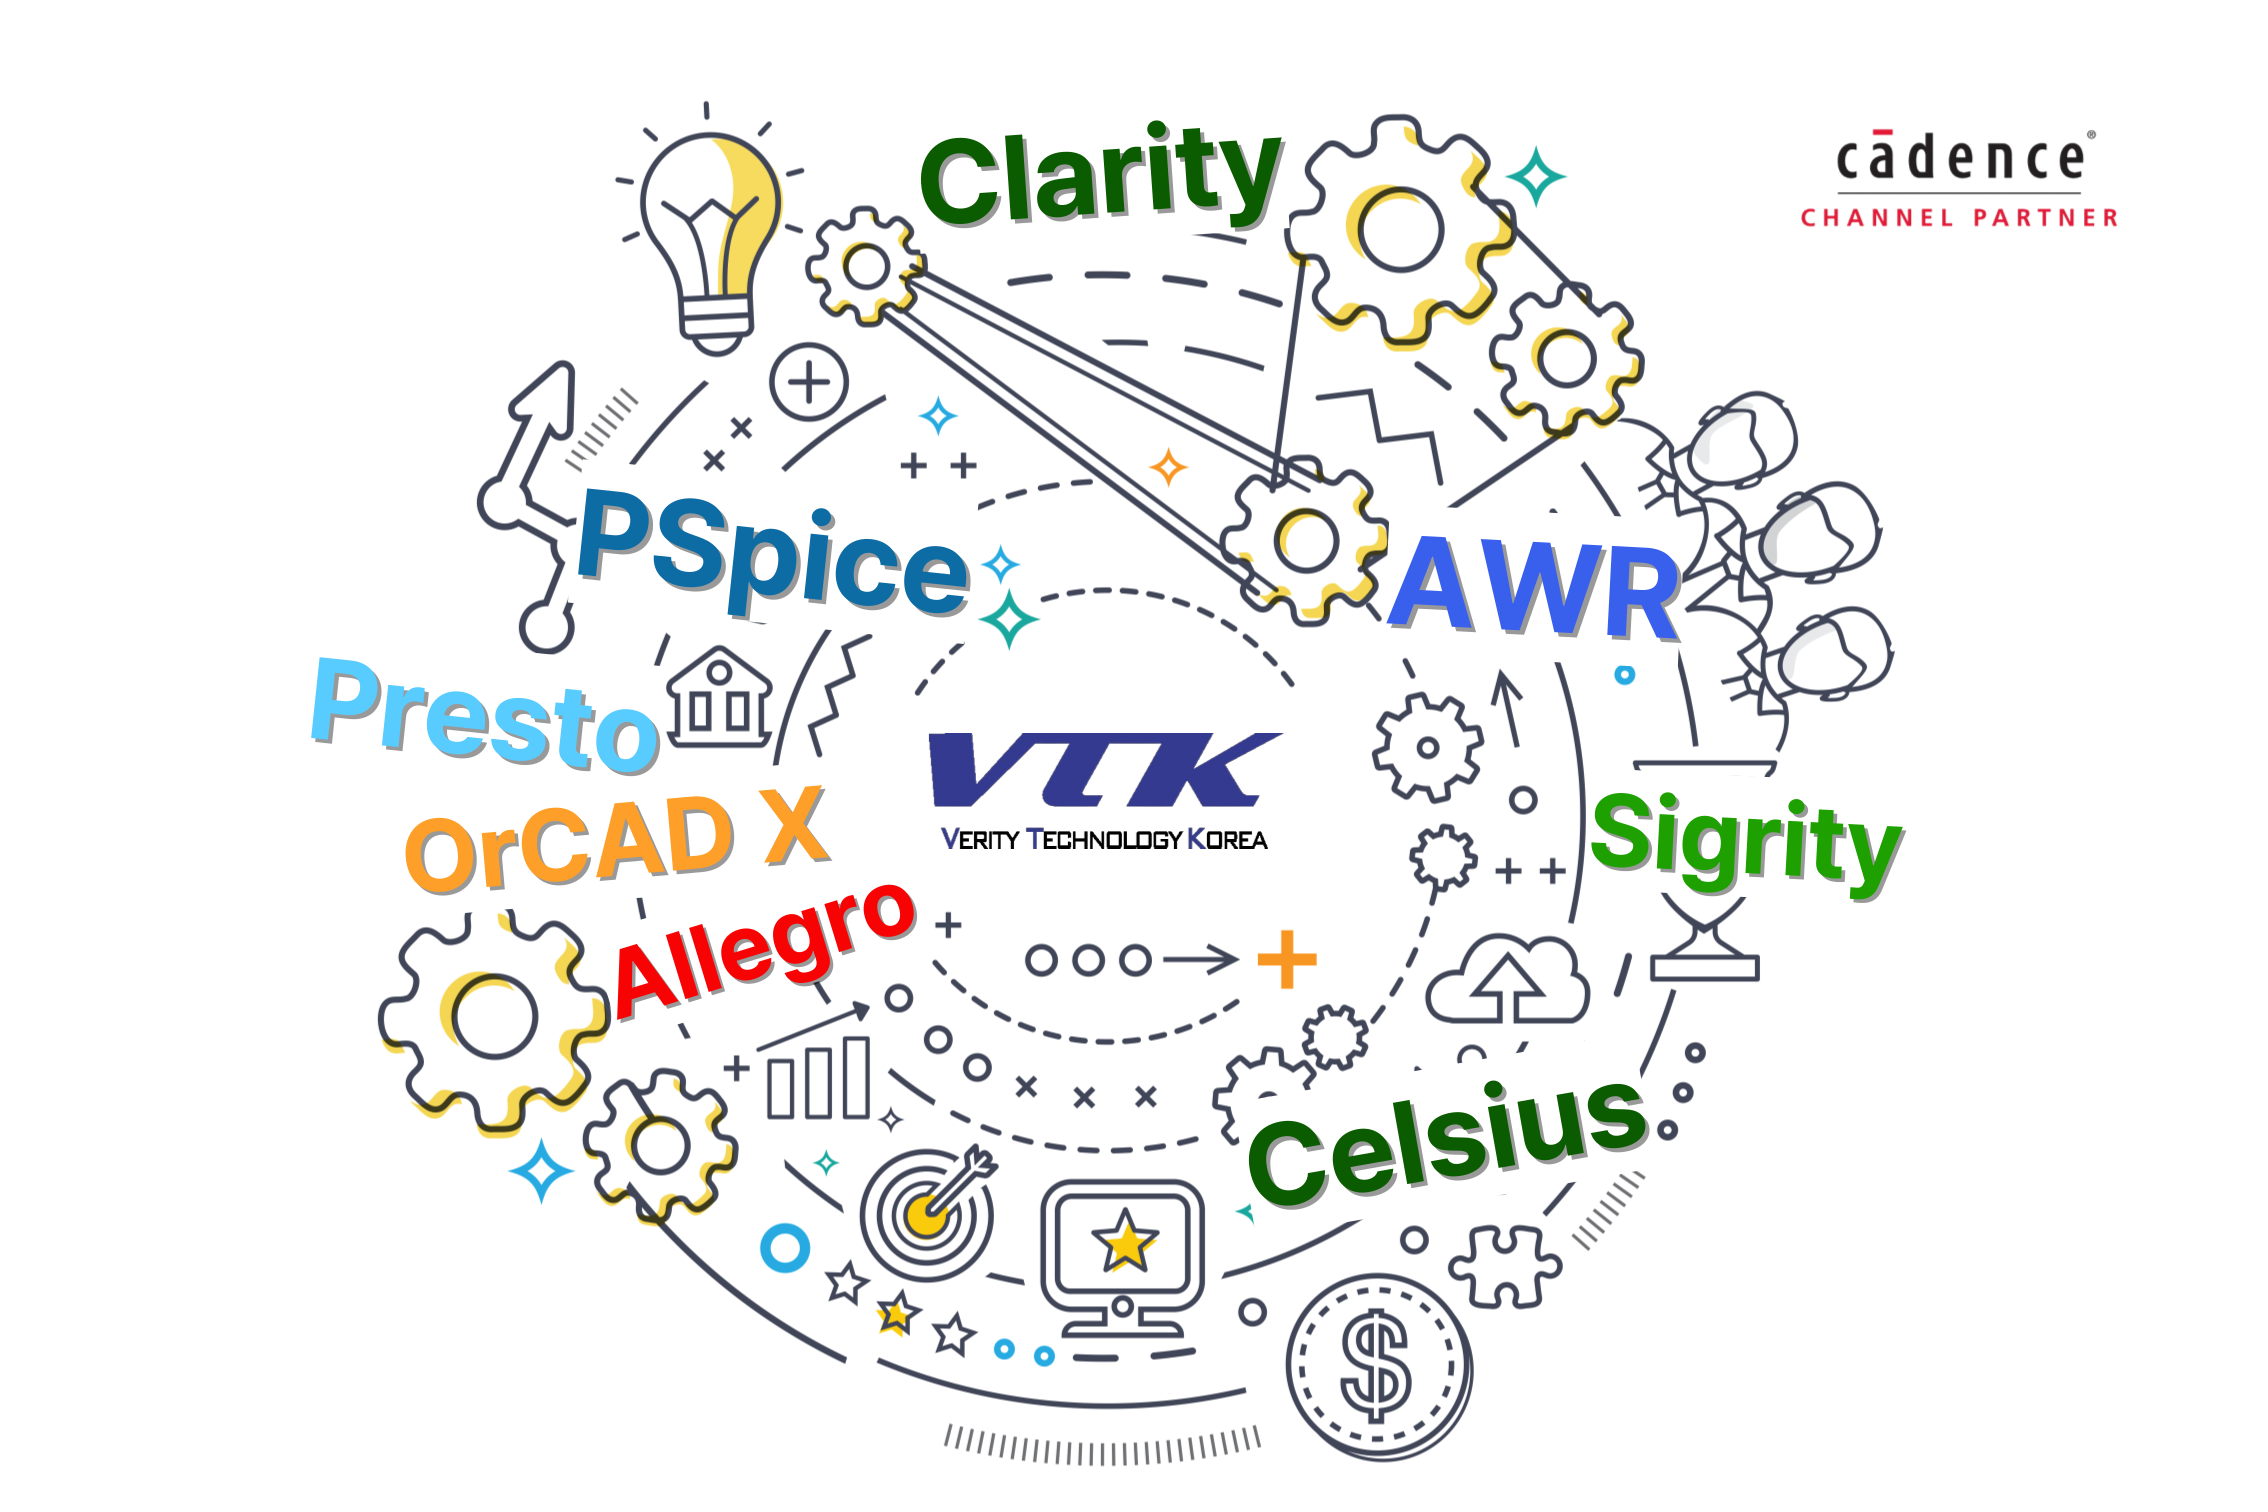 Clarity
cādence®
CHANNEL PARTNER
PSpice
AWR
Presto
VTK
VERITY TECHNOLOGY KOREA
OrCAD X
Sigrity
Allegro
Celsius
$